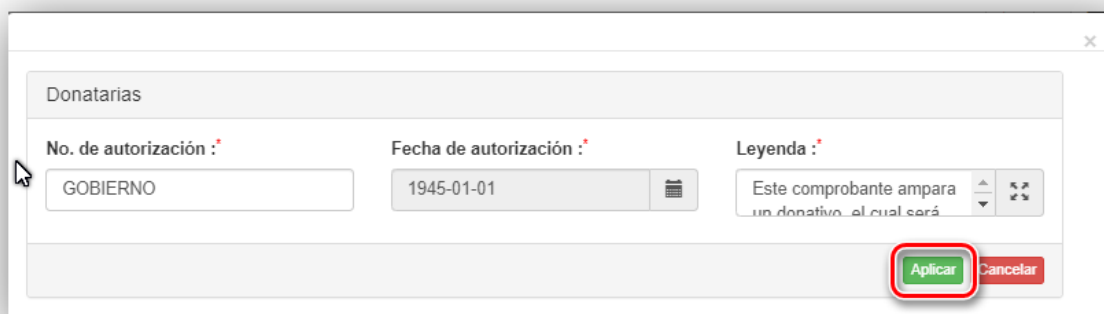 ×
Donatarias
No. de autorización :*
Fecha de autorización :*
Leyenda :*
GOBIERNO
1945-01-01
Este comprobante ampara
un donativo, el cual será
Aplicar
Cancelar